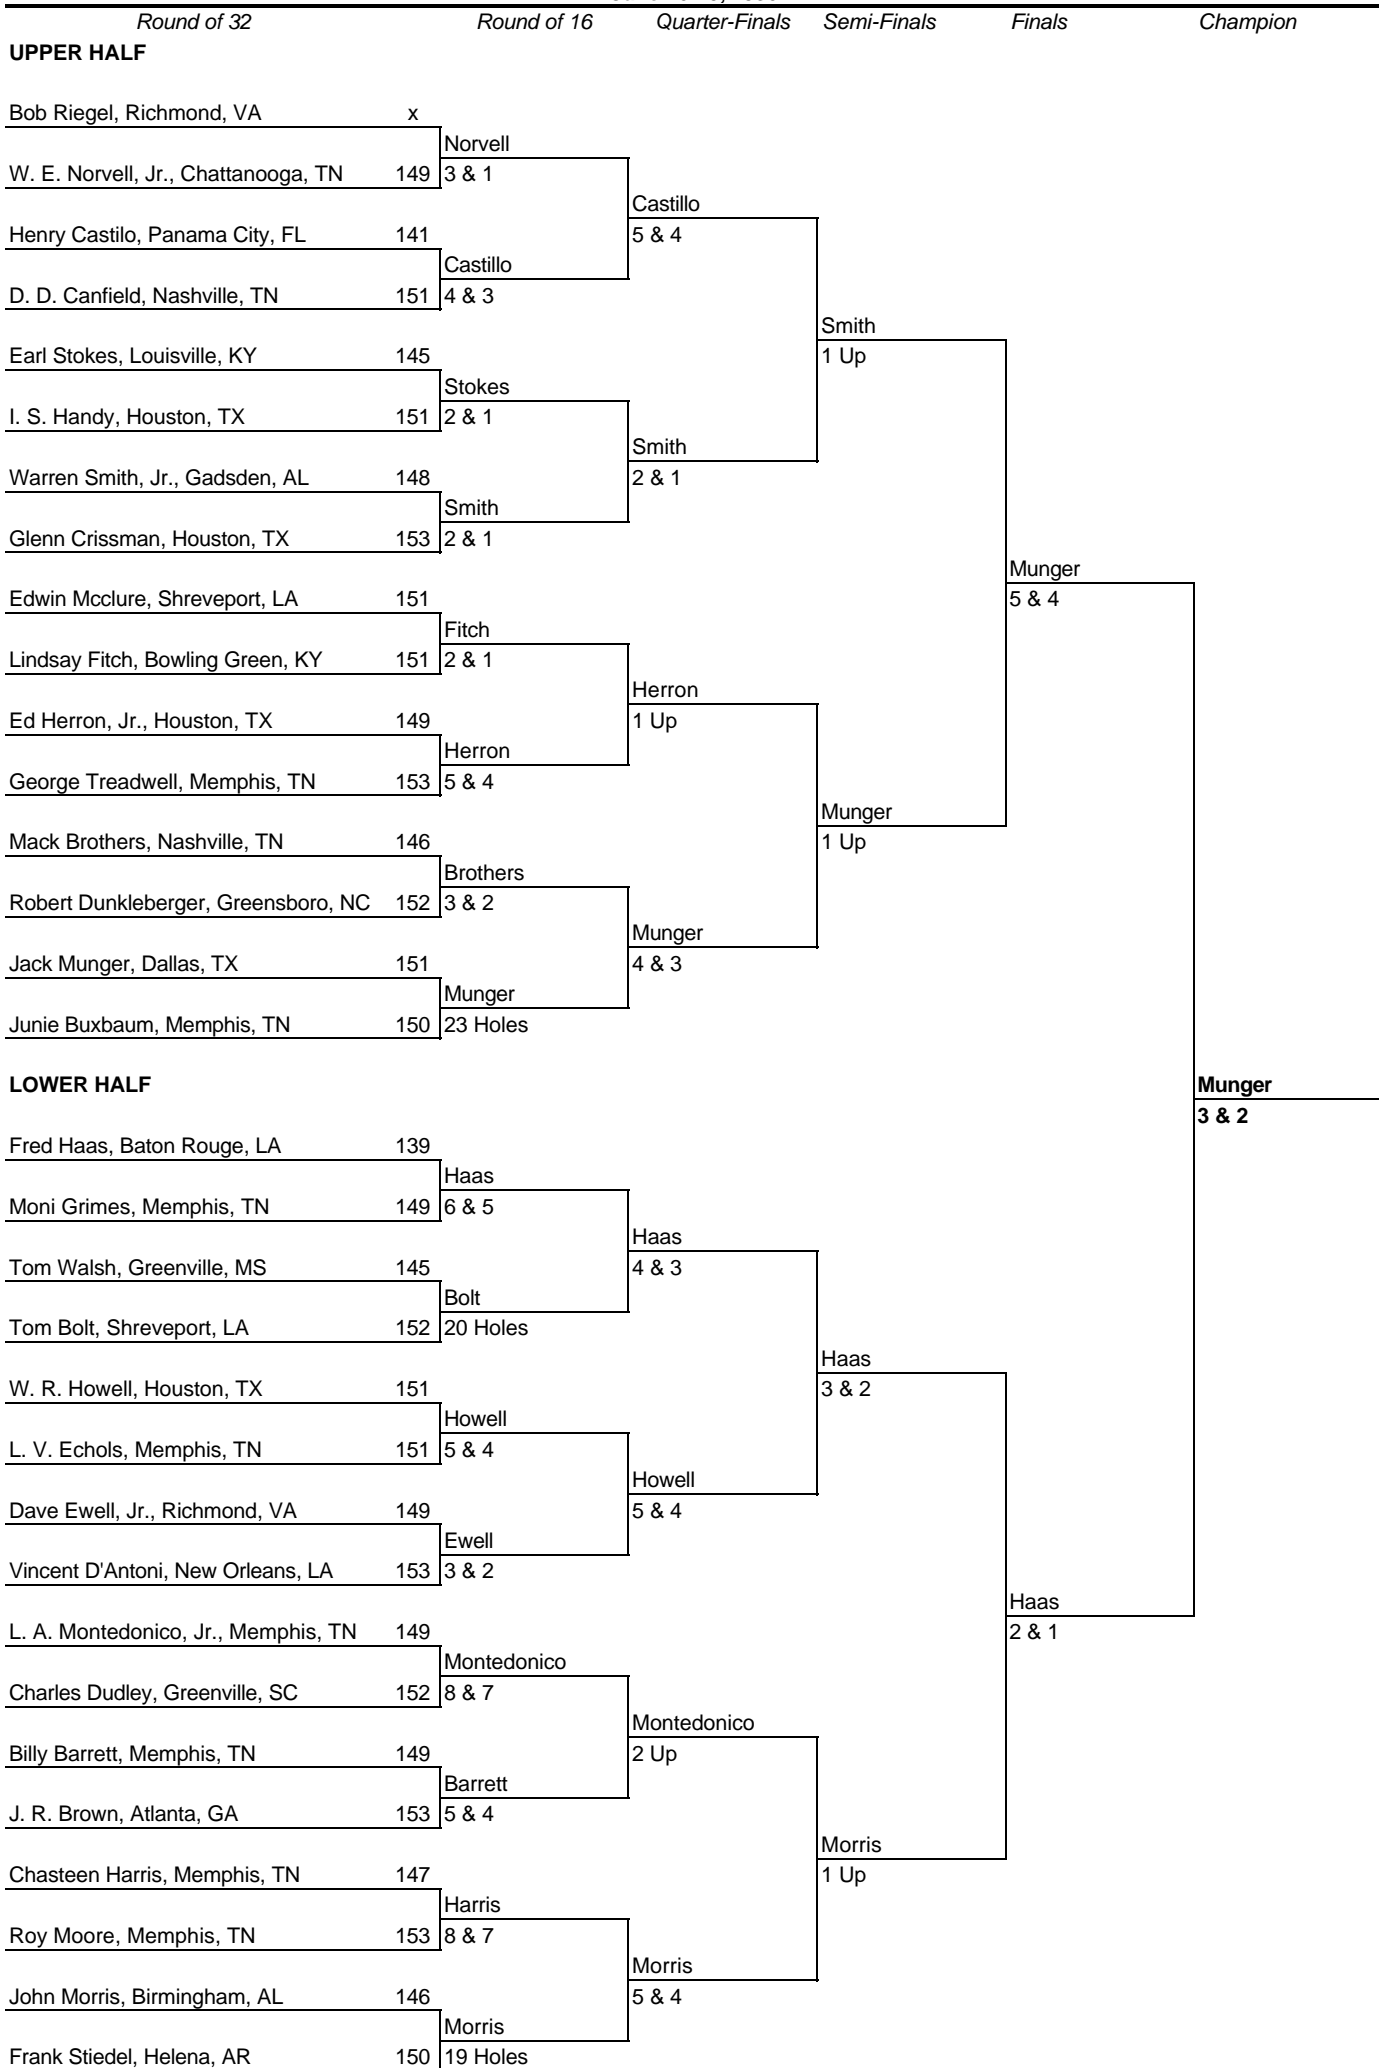 Round of 32 Round of 16 Quarter-Finals Semi-Finals Finals Champion
UPPER HALF
Bob Riegel, Richmond, VA x
Norvell
W. E. Norvell, Jr., Chattanooga, TN 149 3 & 1
Castillo
Henry Castilo, Panama City, FL 141 5 & 4
Castillo
D. D. Canfield, Nashville, TN 151 4 & 3
Smith
Earl Stokes, Louisville, KY 145 1 Up
Stokes
I. S. Handy, Houston, TX 151 2 & 1
Smith
Warren Smith, Jr., Gadsden, AL 148 2 & 1
Smith
Glenn Crissman, Houston, TX 153 2 & 1
Munger
Edwin Mcclure, Shreveport, LA 151 5 & 4
Fitch
Lindsay Fitch, Bowling Green, KY 151 2 & 1
Herron
Ed Herron, Jr., Houston, TX 149 1 Up
Herron
George Treadwell, Memphis, TN 153 5 & 4
Munger
Mack Brothers, Nashville, TN 146 1 Up
Brothers
Robert Dunkleberger, Greensboro, NC 152 3 & 2
Munger
Jack Munger, Dallas, TX 151 4 & 3
Munger
Junie Buxbaum, Memphis, TN 150 23 Holes
LOWER HALF Munger
3 & 2
Fred Haas, Baton Rouge, LA 139
Haas
Moni Grimes, Memphis, TN 149 6 & 5
Haas
Tom Walsh, Greenville, MS 145 4 & 3
Bolt
Tom Bolt, Shreveport, LA 152 20 Holes
Haas
W. R. Howell, Houston, TX 151 3 & 2
Howell
L. V. Echols, Memphis, TN 151 5 & 4
Howell
Dave Ewell, Jr., Richmond, VA 149 5 & 4
Ewell
Vincent D'Antoni, New Orleans, LA 153 3 & 2
Haas
L. A. Montedonico, Jr., Memphis, TN 149 2 & 1
Montedonico
Charles Dudley, Greenville, SC 152 8 & 7
Montedonico
Billy Barrett, Memphis, TN 149 2 Up
Barrett
J. R. Brown, Atlanta, GA 153 5 & 4
Morris
Chasteen Harris, Memphis, TN 147 1 Up
Harris
Roy Moore, Memphis, TN 153 8 & 7
Morris
John Morris, Birmingham, AL 146 5 & 4
Morris
Frank Stiedel, Helena, AR 150 19 Holes